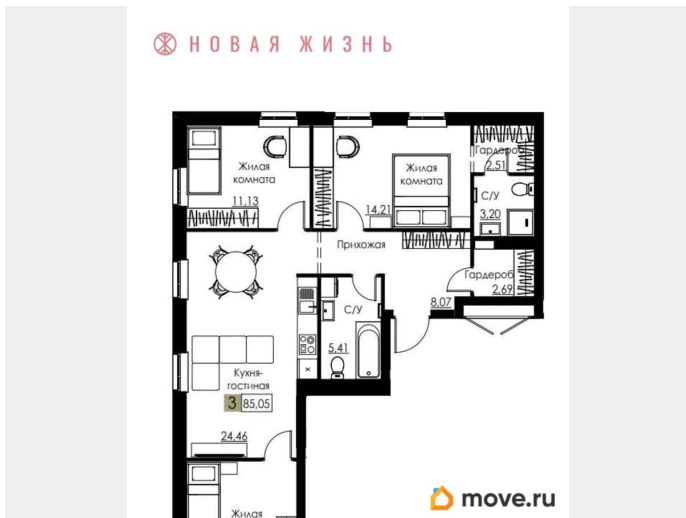 НОВАЯ ЖИЗНЬ
Жилая
комната
11,13
Жилая
комната
14,21
Гардероб
2,51
С/У
3,20
Прихожая
8,07
Гардероб
2,69
С/У
5,41
Кухня-
гостиная
3 85,05
24,46
Жилая
move.ru